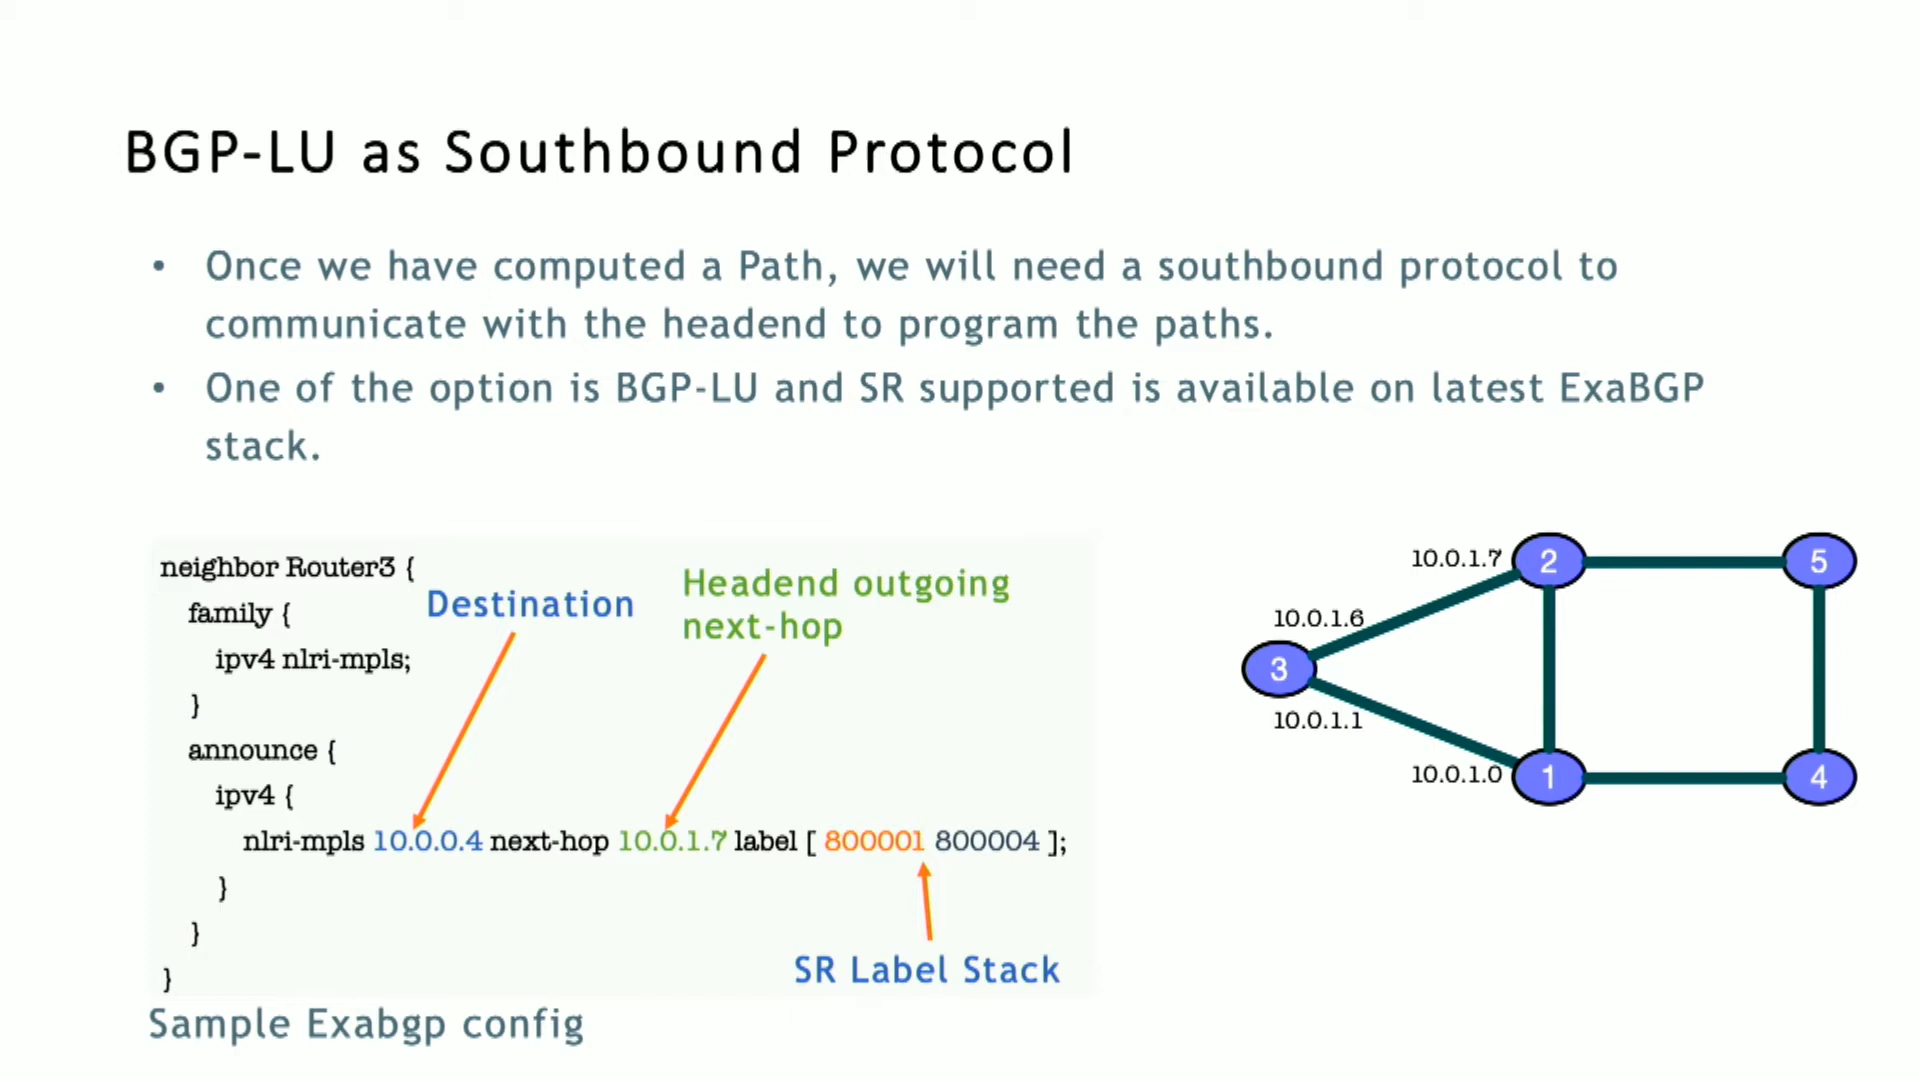 BGP-LU as Southbound Protocol
• Once we have computed a Path, we will need a southbound protocol to
communicate with the headend to program the paths.
• One of the option is BGP-LU and SR supported is available on latest ExaBGP
stack.
neighbor Router3 {
family {
ipv4 nlri-mpls;
}
announce {
ipv4 {
nlri-mpls 10.0.0.4 next-hop 10.0.1.7 label [ 800001 800004 ];
}
}
}
Destination
Headend outgoing
next-hop
SR Label Stack
Sample Exabgp config
10.0.1.7
2
5
10.0.1.6
3
10.0.1.1
10.0.1.0
1
4